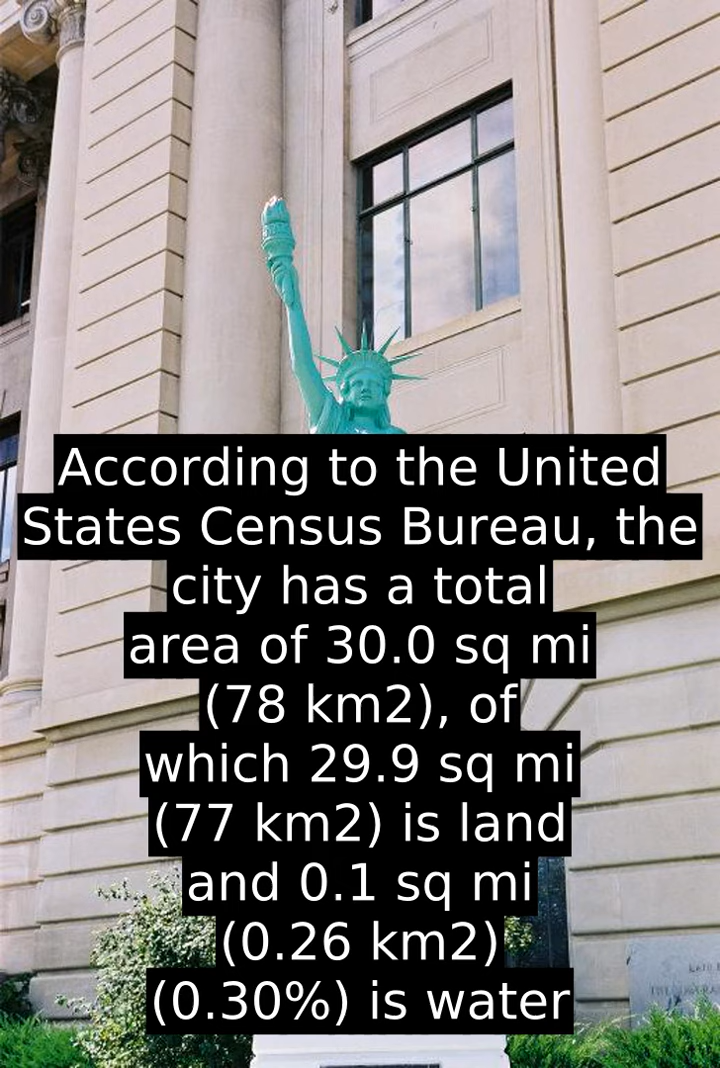 According to the United
States Census Bureau, the
city has a total
area of 30.0 sq mi
(78 km2), of
which 29.9 sq mi
(77 km2) is land
and 0.1 sq mi
(0.26 km2)
(0.30%) is water